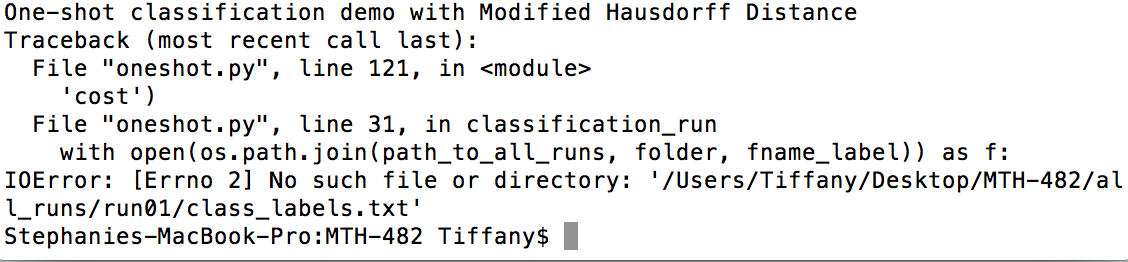 One-shot classification demo with Modified Hausdorff Distance
Traceback (most recent call last):
  File "oneshot.py", line 121, in <module>
    'cost')
  File "oneshot.py", line 31, in classification_run
    with open(os.path.join(path_to_all_runs, folder, fname_label)) as f:
IOError: [Errno 2] No such file or directory: '/Users/Tiffany/Desktop/MTH-482/al
l_runs/run01/class_labels.txt'
Stephanies-MacBook-Pro:MTH-482 Tiffany$